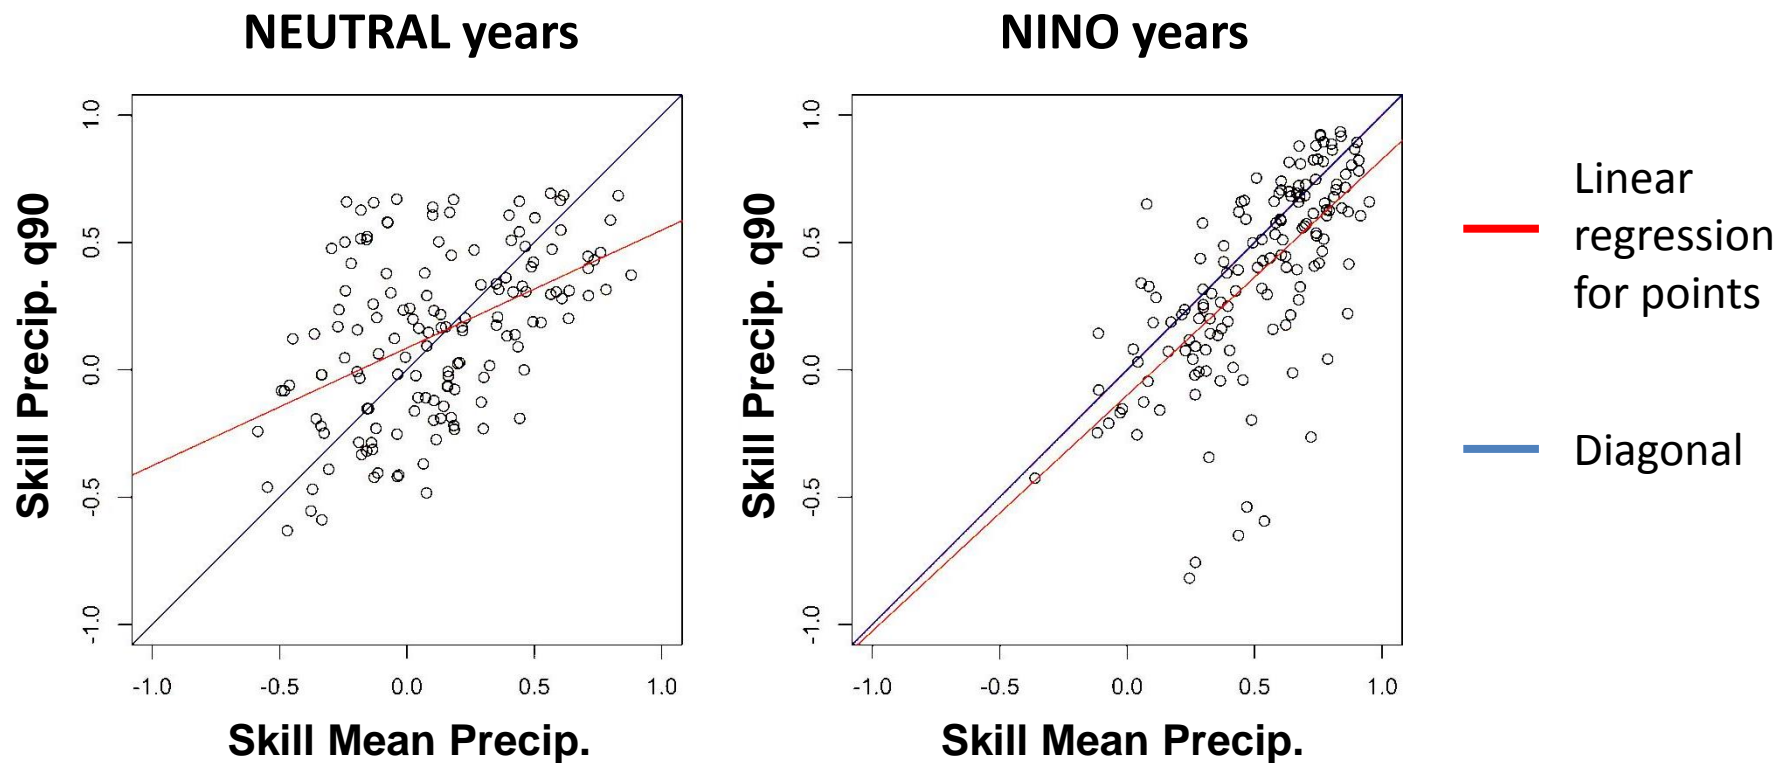 NEUTRAL years
Skill Precip. q90
1.0
0.5
0.0
-0.5
-1.0
-1.0 -0.5 0.0 0.5 1.0
Skill Mean Precip.
NINO years
Skill Precip. q90
1.0
0.5
0.0
-0.5
-1.0
-1.0 -0.5 0.0 0.5 1.0
Skill Mean Precip.
Linear
regression
for points
Diagonal